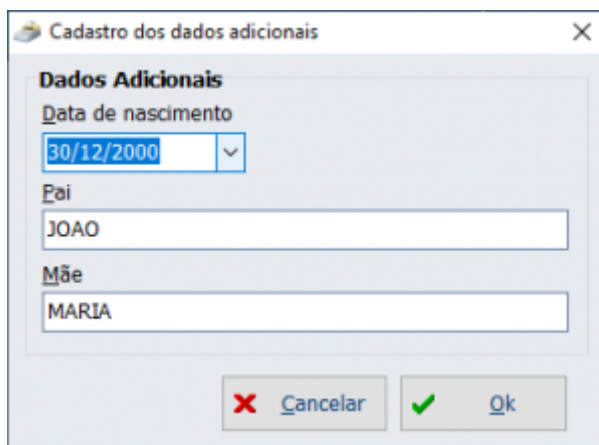 Cadastro dos dados adicionais
Dados Adicionais
Data de nascimento
30/12/2000
Pai
JOAO
Mãe
MARIA
Cancelar
Ok